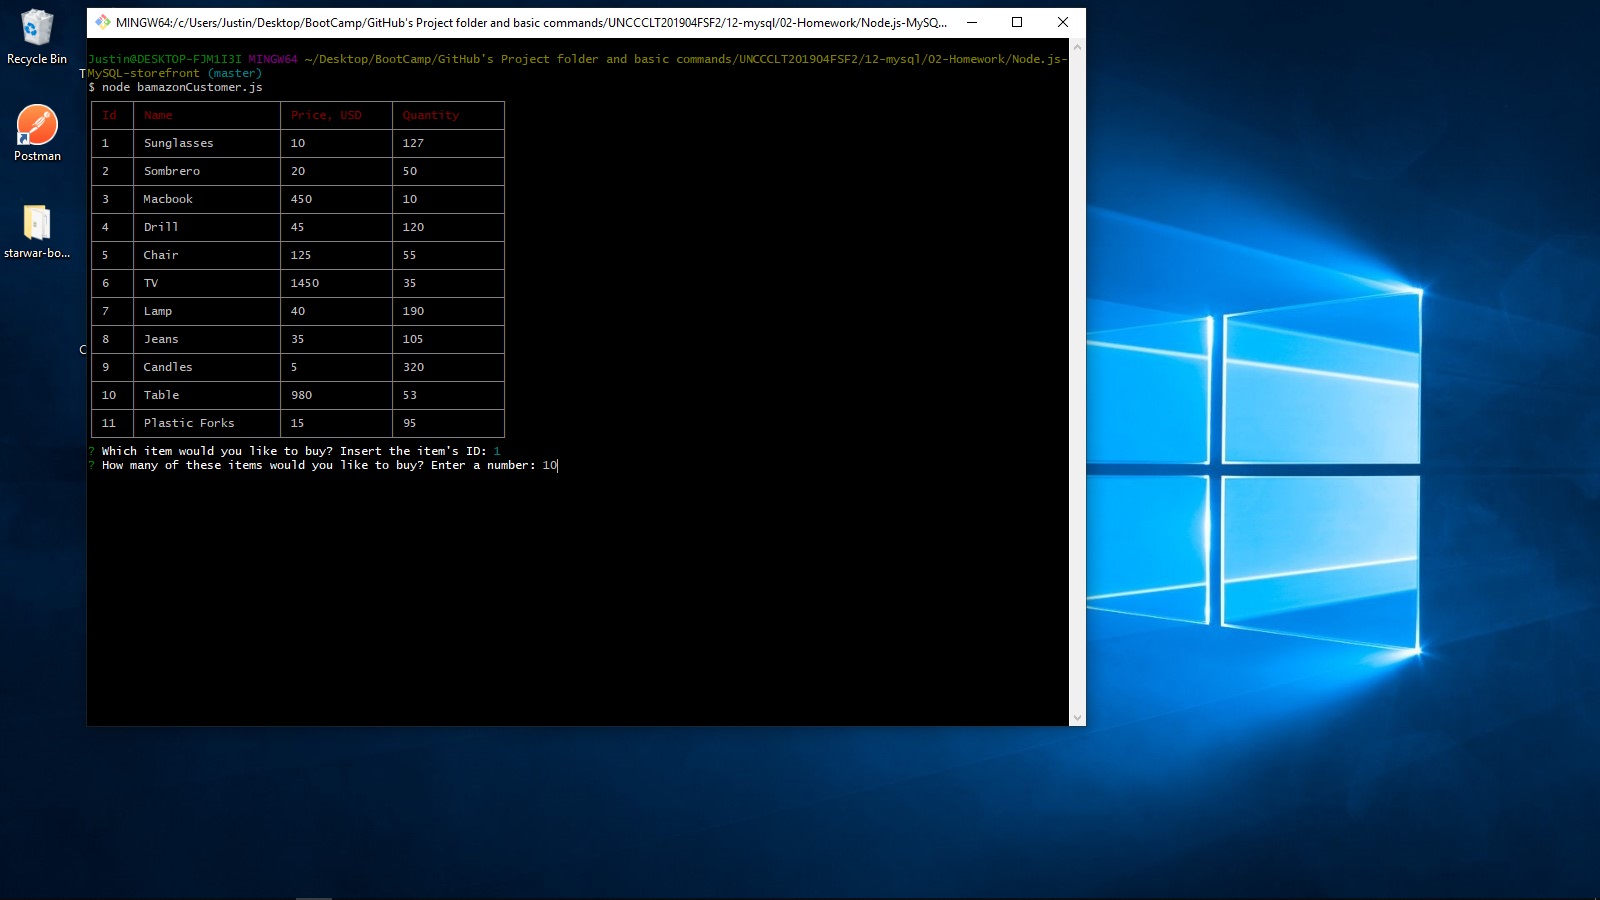 MINGW64:/c/Users/Justin/Desktop/BootCamp/GitHub's Project folder and basic commands/UNCCCLT201904FSF2/12-mysql/02-Homework/Node.js-MySQ...
Recycle Bin
T
Postman
starwar-bo...
C
Justin@DESKTOP-FJM1I3I MINGW64 ~/Desktop/BootCamp/GitHub's Project folder and basic commands/UNCCCLT201904FSF2/12-mysql/02-Homework/Node.js-
MySQL-storefront (master)
$ node bamazonCustomer.js
Id Name Price, USD Quantity
1 Sunglasses 10 127
2 Sombrero 20 50
3 Macbook 450 10
4 Drill 45 120
5 Chair 125 55
6 TV 1450 35
7 Lamp 40 190
8 Jeans 35 105
9 Candles 5 320
10 Table 980 53
11 Plastic Forks 15 95
? Which item would you like to buy? Insert the item's ID: 1
? How many of these items would you like to buy? Enter a number: 10